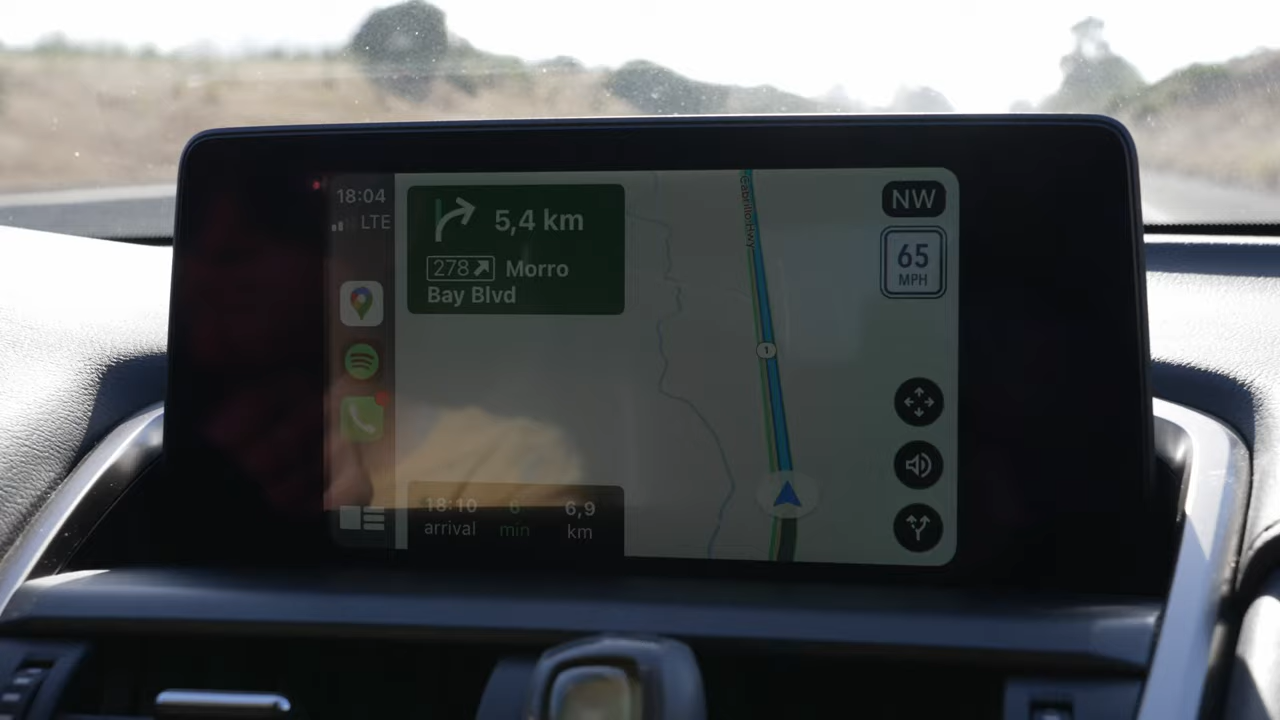 18:04
LTE
5,4 km
278 Morro
Bay Blvd
Cabrillo Hwy
NW
65
MPH
1
18:10 6 6,9
arrival min km